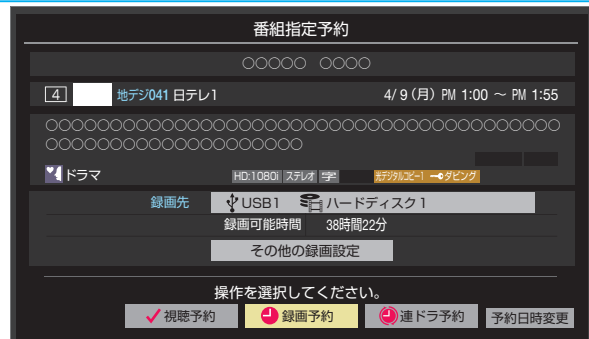 番組指定予約
○○○○○ ○○○○
4 地デジ041 日テレ1 4/ 9（月） PM 1:00 ～ PM 1:55
○○○○○○○○○○○○○○○○○○○○○○○○○○○○○○○○○○○○○○○○
○○○○○○○○○○○○○○○○○○○○
ドラマ HD:1080i ステレオ 字 光デジタルコピー1 ダビング
録画先 USB1 ハードディスク1
録画可能時間 38時間22分
その他の録画設定
操作を選択してください。
視聴予約 録画予約 連ドラ予約 予約日時変更